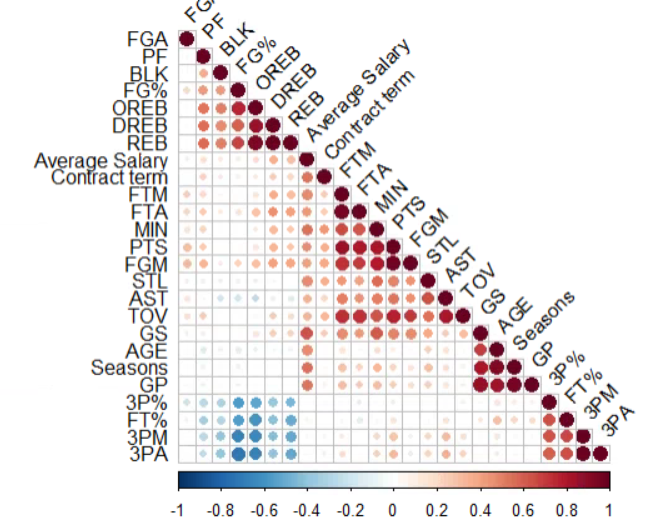 FGA
PF
BLK
FG%
OREB
DREB
REB
Average Salary
Contract term
FTM
FTA
MIN
PTS
FGM
STL
AST
TOV
GS
AGE
Seasons
GP
3P%
FT%
3PM
3PA
FGA
PF
BLK
FG%
OREB
DREB
REB
Average Salary
Contract term
FTM
FTA
MIN
PTS
FGM
STL
AST
TOV
GS
AGE
Seasons
GP
3P%
FT%
3PM
3PA
-1 -0.8 -0.6 -0.4 -0.2 0 0.2 0.4 0.6 0.8 1